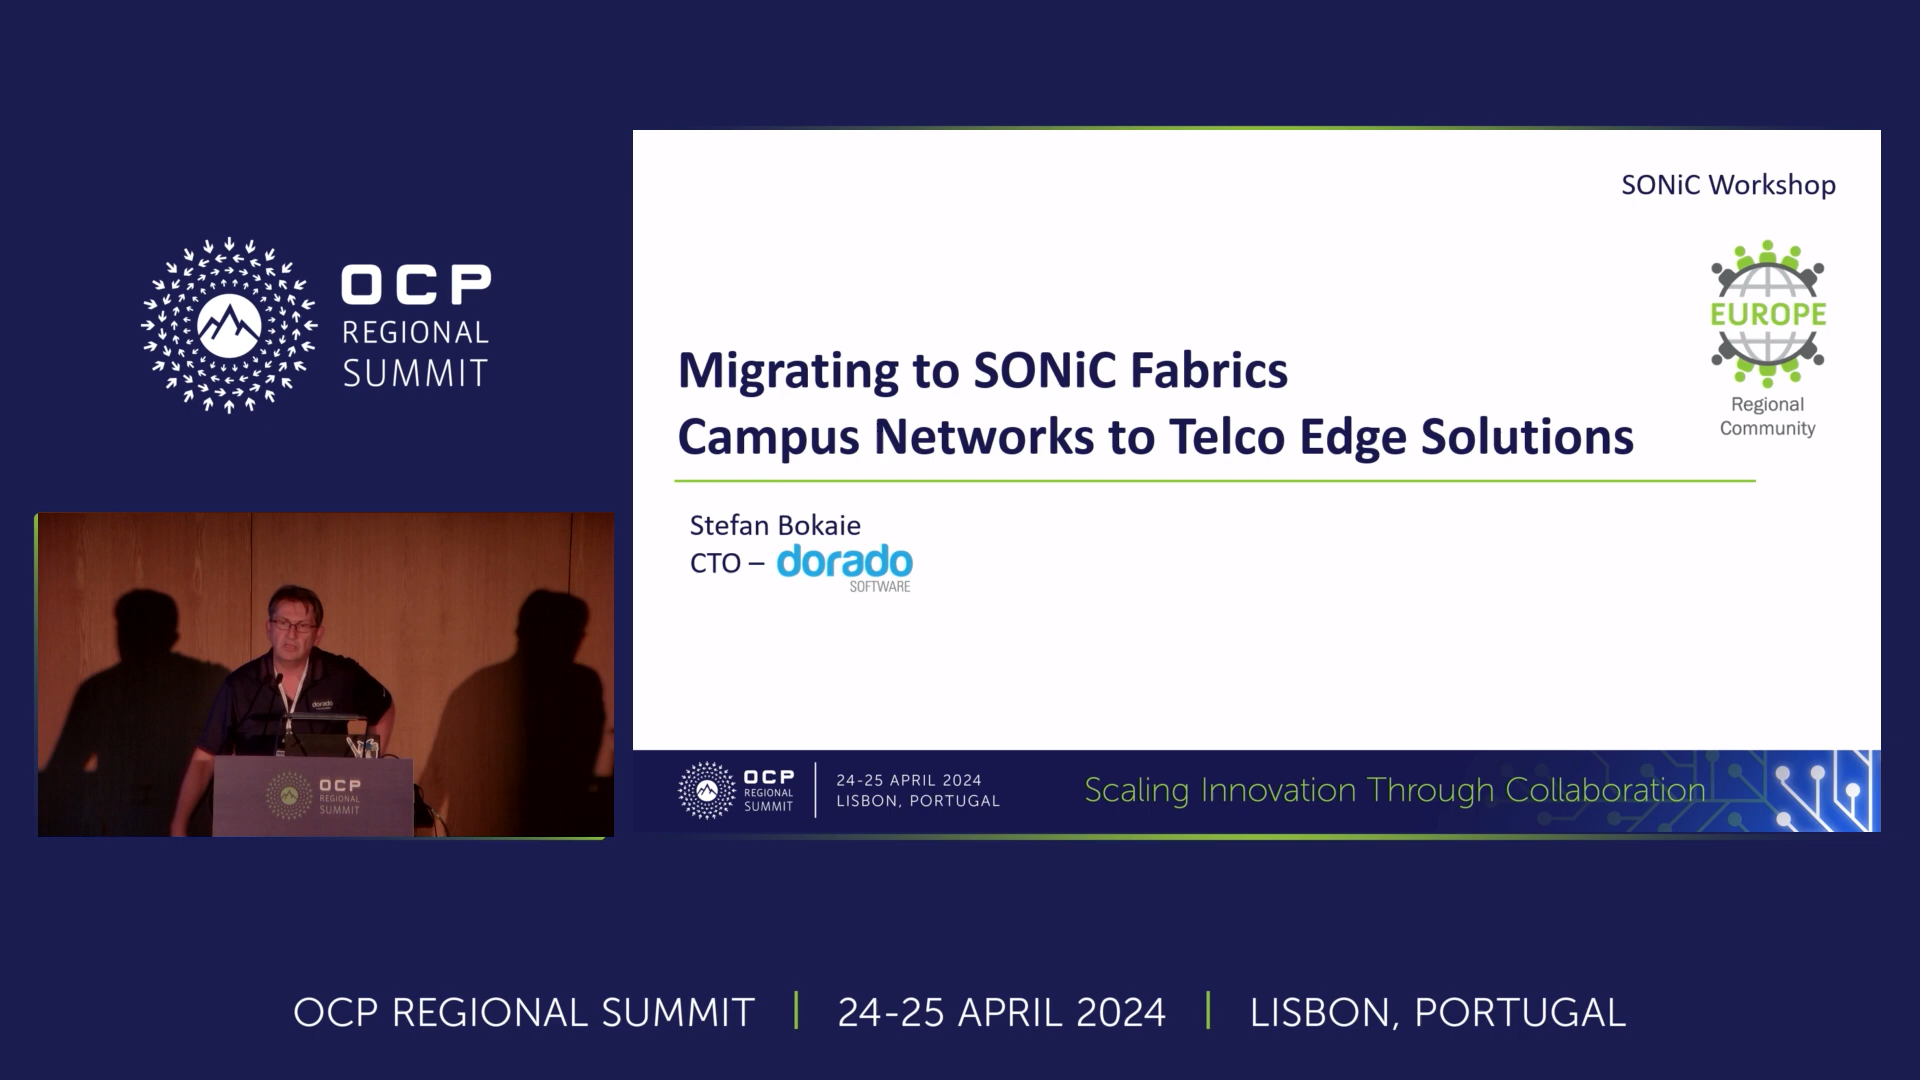 OCP
REGIONAL
SUMMIT
SONiC Workshop
EUROPE
Regional
Community
Migrating to SONiC Fabrics
Campus Networks to Telco Edge Solutions
Stefan Bokaie
CTO – dorado
SOFTWARE
dorado
OCP
REGIONAL
SUMMIT
OCP
REGIONAL
SUMMIT
24-25 APRIL 2024
LISBON, PORTUGAL
Scaling Innovation Through Collaboration
OCP REGIONAL SUMMIT | 24-25 APRIL 2024 | LISBON, PORTUGAL